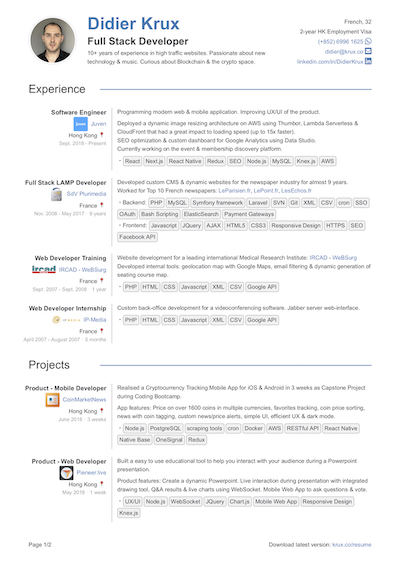 Didier Krux
Full Stack Developer
10+ years of experience in high traffic websites. Passionate about new
technology & music. Curious about Blockchain & the crypto space.
French, 32
2-year HK Employment Visa
(+852) 6996 1625
didier@krux.co
linkedin.com/in/DidierKrux
Experience
Software Engineer
Juven
Hong Kong
Sept. 2018 - Present
Programming modern web & mobile application. Improving UX/UI of the product.
Deployed a dynamic image resizing architecture on AWS using Thumbor, Lambda Serverless &
CloudFront that had a great impact to loading speed (up to 15x faster).
SEO optimization & custom dashboard for Google Analytics using Data Studio.
Currently working on the event & membership discovery platform.
- React Next.js React Native Redux SEO Node.js MySQL Knex.js AWS
Full Stack LAMP Developer
SdV Plurimedia
France
Nov. 2008 - May 2017 · 9 years
Developed custom CMS & dynamic websites for the newspaper industry for almost 9 years.
Worked for Top 10 French newspapers: LeParisien.fr, LePoint.fr, LesEchos.fr
- Backend: PHP MySQL Symfony framework Laravel SVN Git XML CSV cron SSO
OAuth Bash Scripting ElasticSearch Payment Gateways
- Frontend: Javascript JQuery AJAX HTML5 CSS3 Responsive Design HTTPS SEO
Facebook API
Web Developer Training
Ircad IRCAD - WeBSurg
France
Sept. 2007 - Sept. 2008 · 1 year
Website development for a leading international Medical Research Institute: IRCAD - WeBSurg
Developed internal tools: geolocation map with Google Maps, email filtering & dynamic generation of
seating course map.
- PHP HTML CSS Javascript XML CSV Google API
Web Developer Internship
IP-Media
France
April 2007 - August 2007 · 5 months
Custom back-office development for a videoconferencing software. Jabber server web-interface.
- PHP HTML CSS Javascript XML CSV Google API
Projects
Product - Mobile Developer
CoinMarketNews
Hong Kong
June 2018 · 3 weeks
Realised a Cryptocurrency Tracking Mobile App for iOS & Android in 3 weeks as Capstone Project
during Coding Bootcamp.
App features: Price on over 1600 coins in multiple currencies, favorites tracking, coin price sorting,
news with coin tagging, custom news/price alerts, simple UI, efficient UX & dark mode.
- Node.js PostgreSQL scraping tools cron Docker AWS RESTful API React Native
Native Base OneSignal Redux
Product - Web Developer
Pioneer.live
Hong Kong
May 2018 · 1 week
Built a easy to use educational tool to help you interact with your audience during a Powerpoint
presentation.
Product features: Create a dynamic Powerpoint. Live interaction during presentation with integrated
drawing tool. Q&A results & live charts using WebSocket. Mobile Web App to ask questions & vote.
- UX/UI Node.js WebSocket JQuery Chart.js Mobile Web App Responsive Design
Knex.js
Page 1/2
Download latest version: krux.co/resume